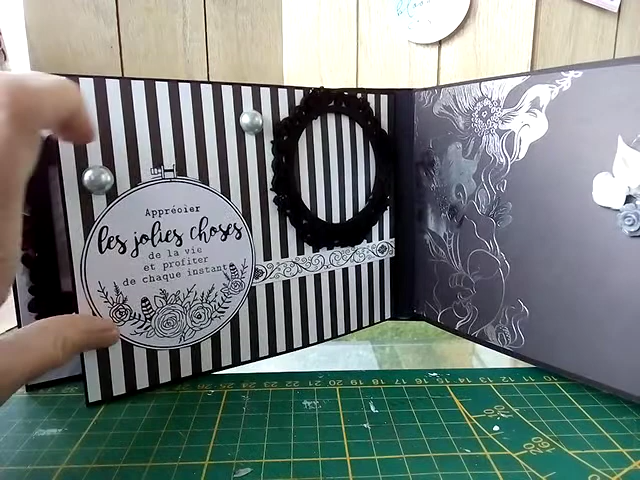 Apprécier
les jolies choses
de la vie
et profiter
de chaque instant